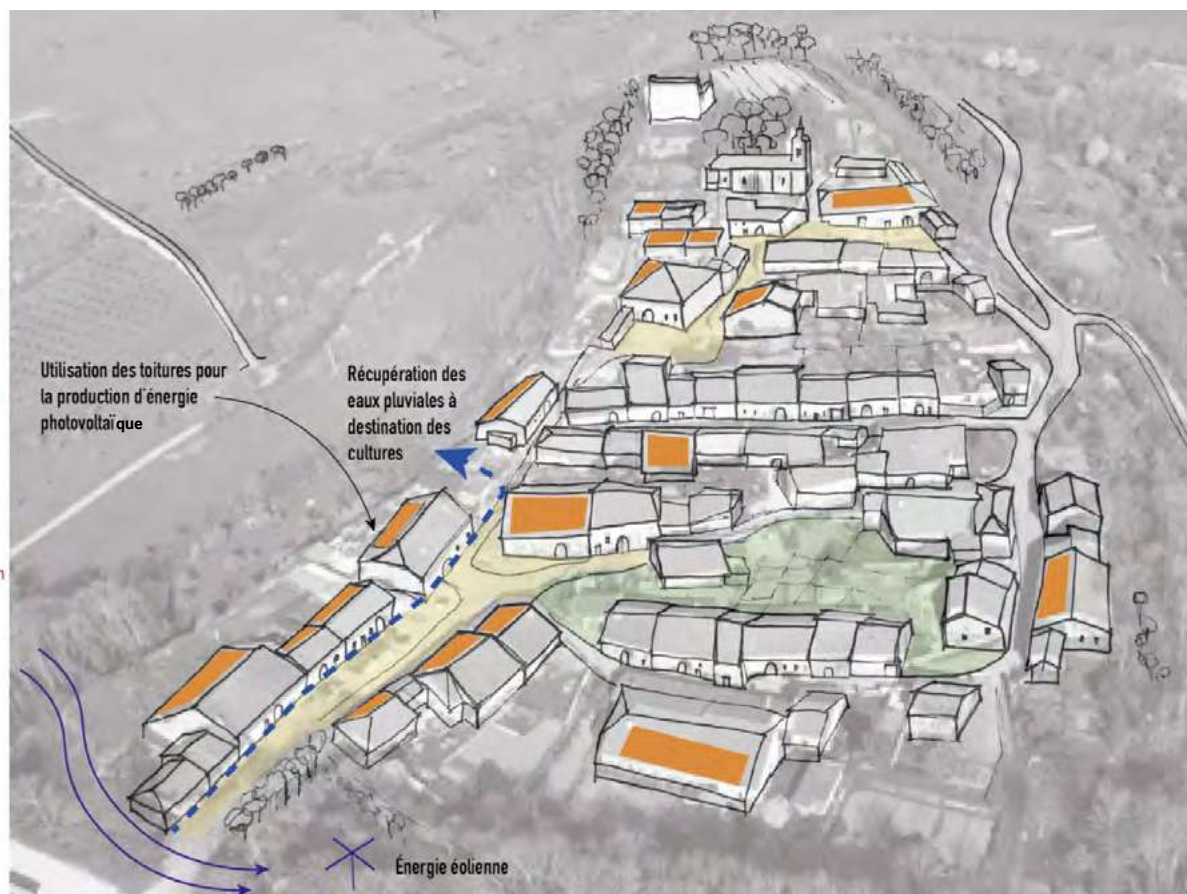 Utilisation des toitures pour
la production d'énergie
photovoltaïque
Récupération des
eaux pluviales à
destination des
cultures
n
Énergie éolienne